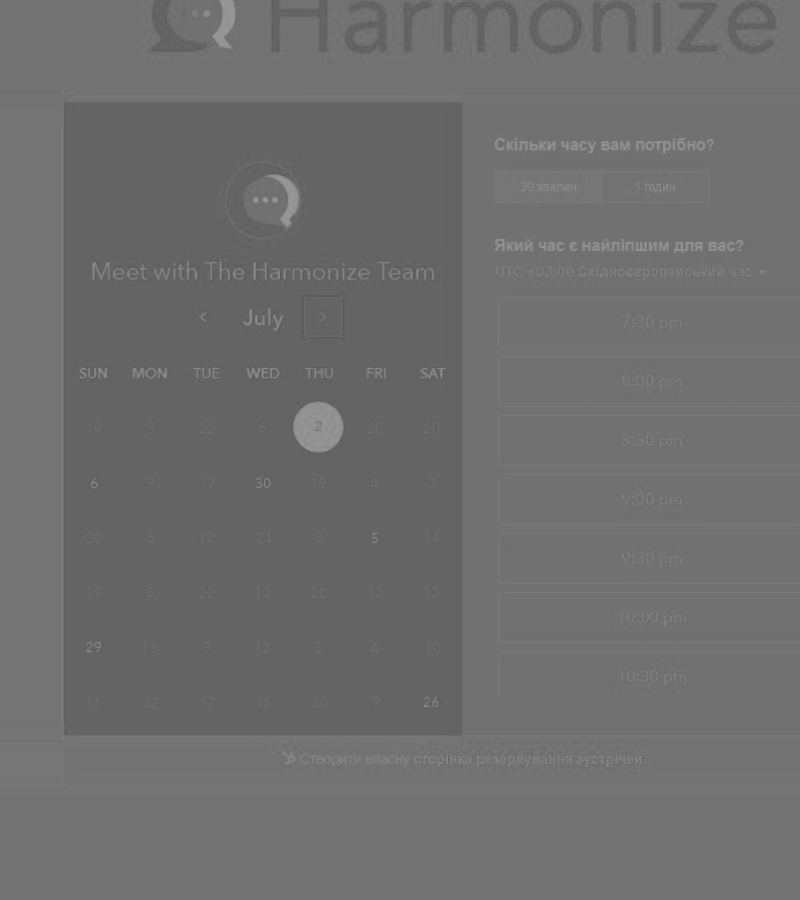 Harmonize
Meet with The Harmonize Team
July
SUN MON TUE WED THU FRI SAT
19 3 22 6 2 20 20
6 9 17 30 19 4 3
20 8 12 24 8 5 14
19 8 22 13 20 13 13
29 18 9 12 5 4 10
11 22 17 16 30 9 26
Скільки часу вам потрібно?
30 хвилин 1 годин
Який час є найліпшим для вас?
UTC +03:00 Східноєвропейський час
7:30 pm
8:00 pm
8:30 pm
9:00 pm
9:30 pm
10:00 pm
10:30 pm
Створити власну сторінка резервування зустрічей